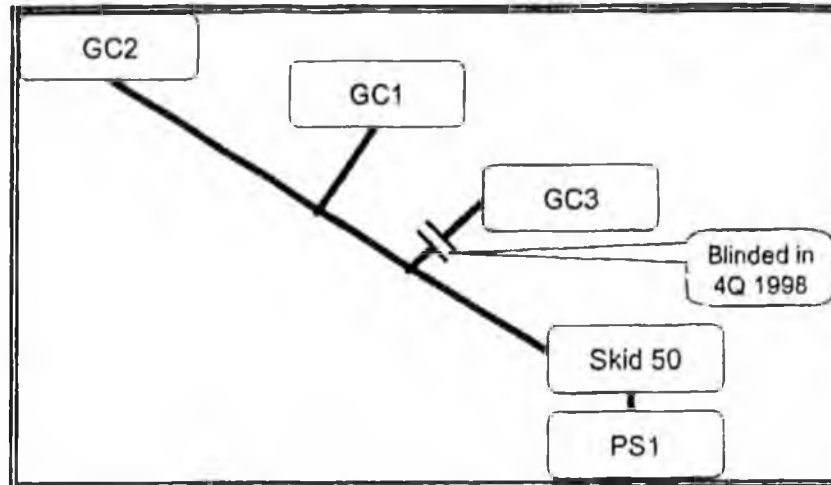 GC2
GC1
GC3
Blinded in
4Q 1998
Skid 50
PS1